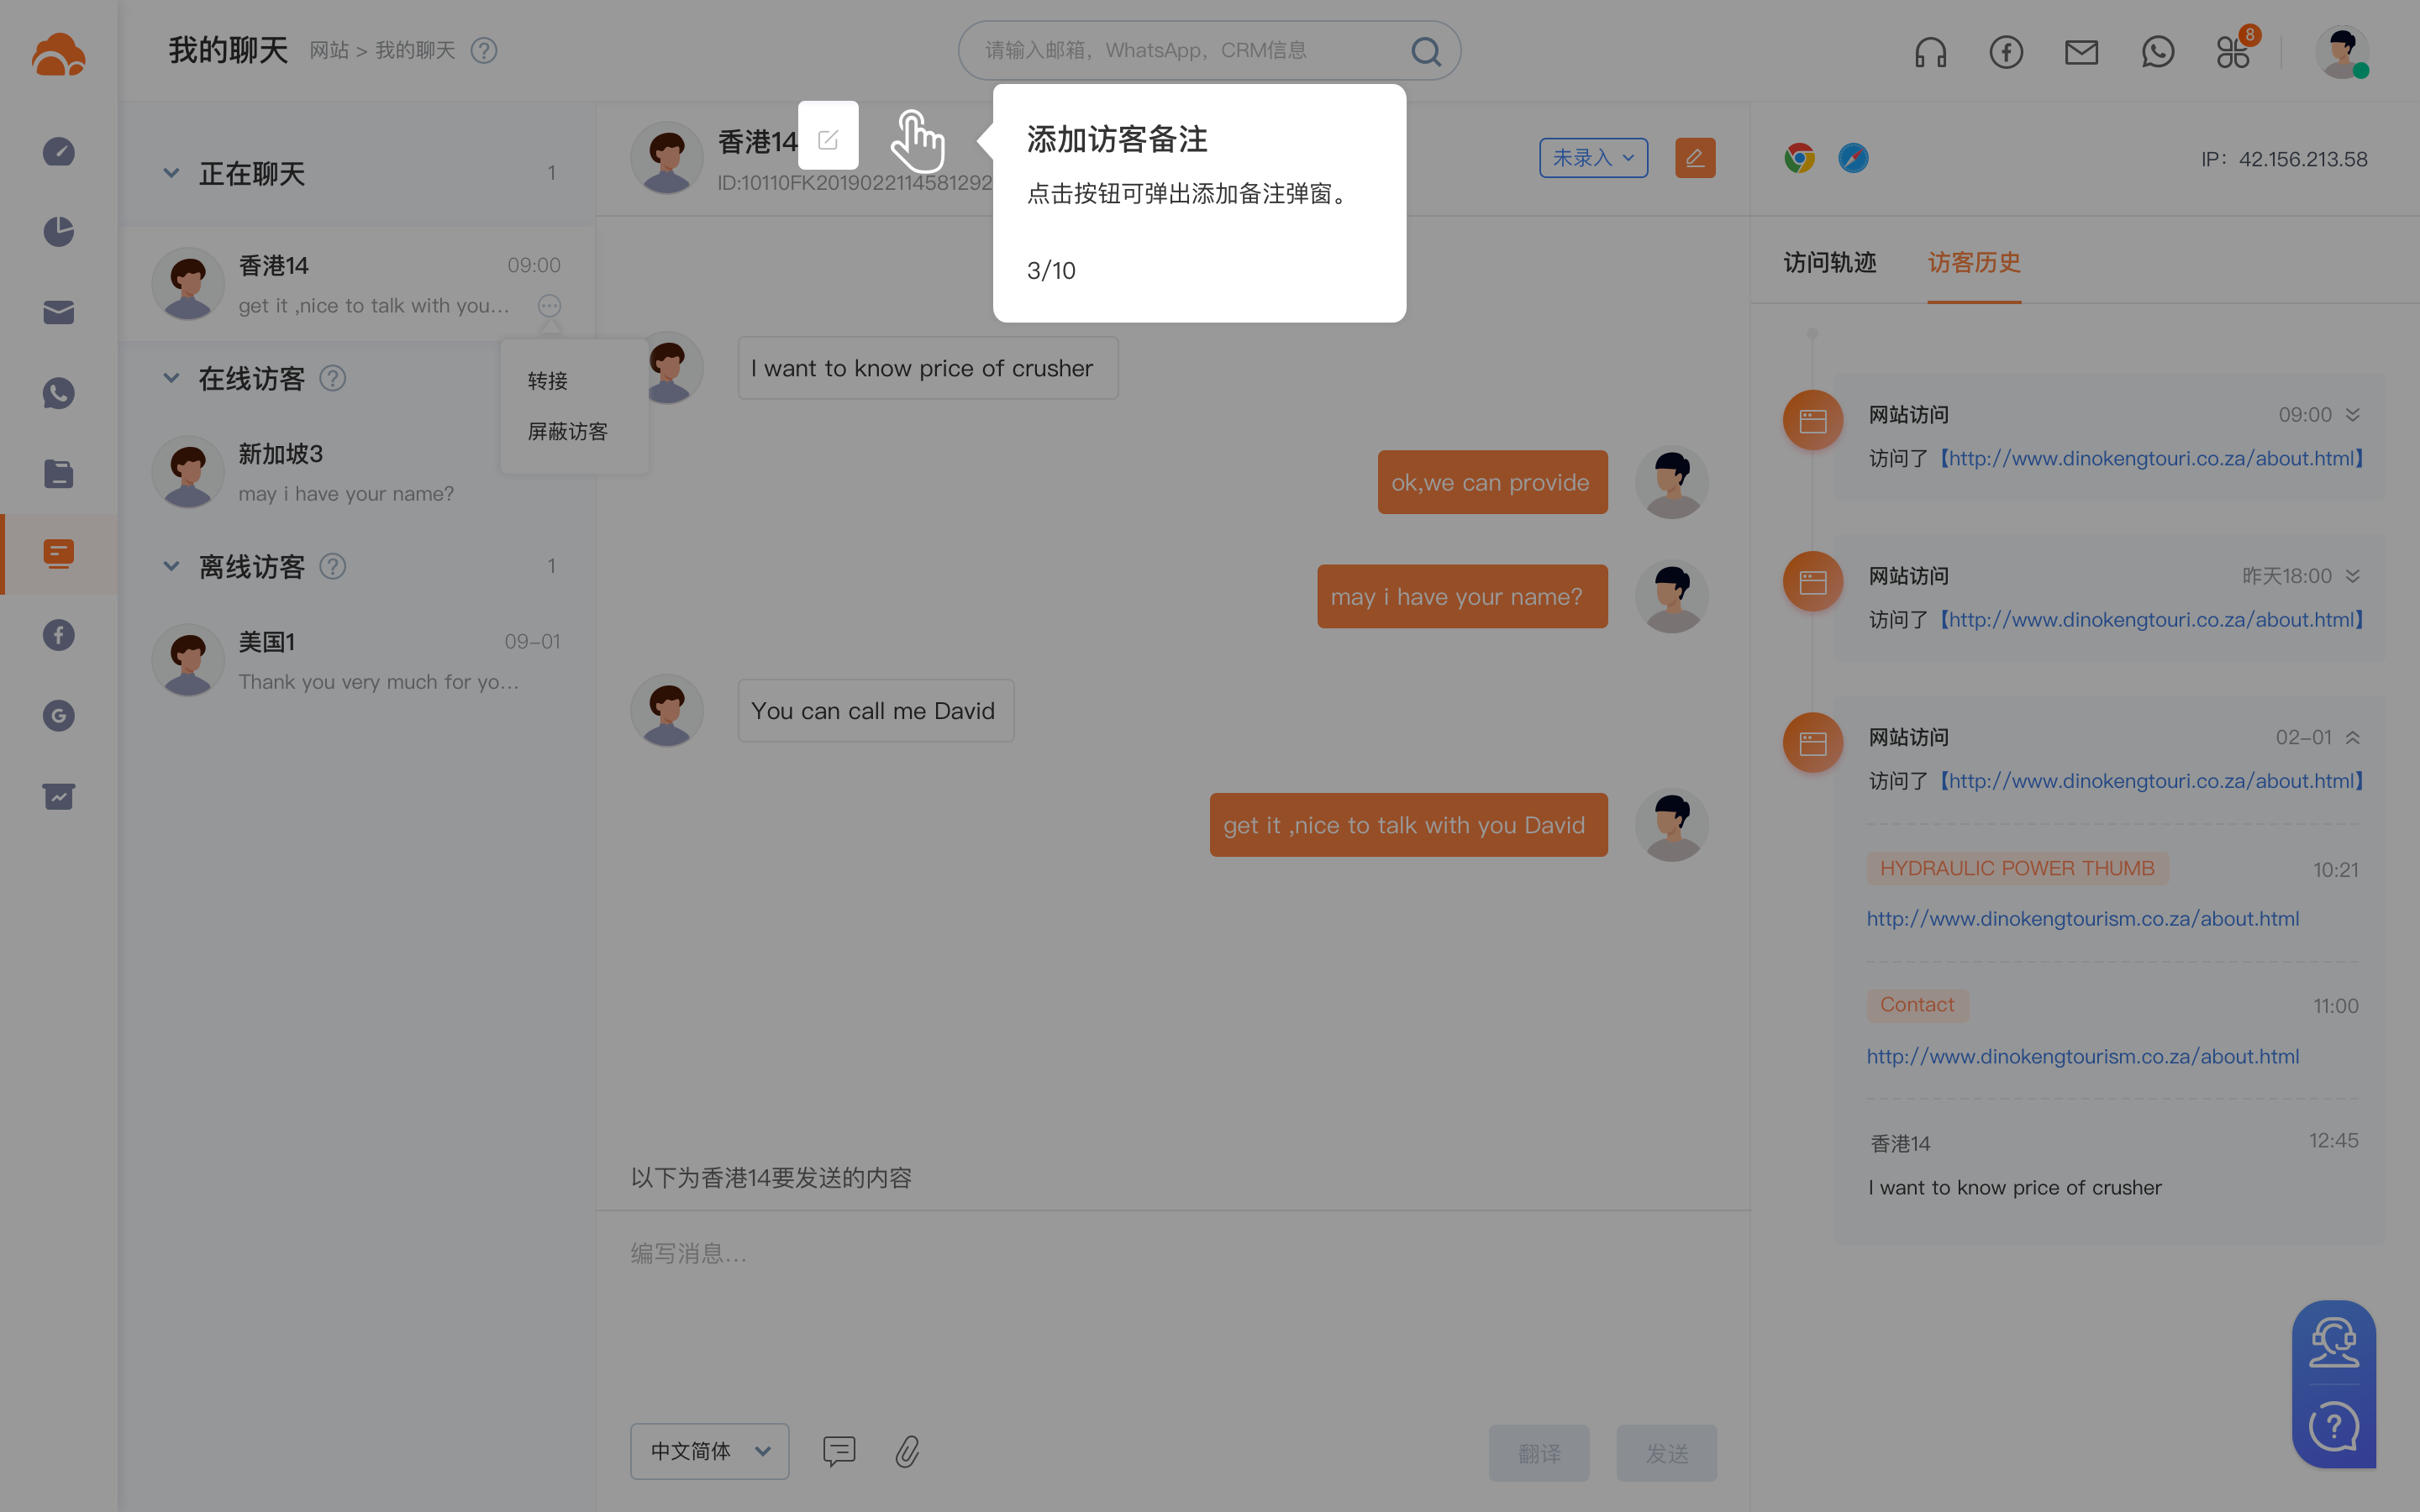 我的聊天
网站 > 我的聊天
请输入邮箱，WhatsApp，CRM信息
8
正在聊天
1
香港14
09:00
get it ,nice to talk with you...
转接
屏蔽访客
在线访客
新加坡3
may i have your name?
离线访客
1
美国1
09-01
Thank you very much for yo...
香港14
ID:10110FK2019022114581292
添加访客备注
点击按钮可弹出添加备注弹窗。
3/10
未录入
I want to know price of crusher
ok,we can provide
may i have your name?
You can call me David
get it ,nice to talk with you David
以下为香港14要发送的内容
编写消息...
中文简体
翻译
发送
IP：42.156.213.58
访问轨迹
访客历史
网站访问
09:00
访问了【http://www.dinokengtouri.co.za/about.html】
网站访问
昨天18:00
访问了【http://www.dinokengtouri.co.za/about.html】
网站访问
02-01
访问了【http://www.dinokengtouri.co.za/about.html】
HYDRAULIC POWER THUMB
10:21
http://www.dinokengtourism.co.za/about.html
Contact
11:00
http://www.dinokengtourism.co.za/about.html
香港14
12:45
I want to know price of crusher